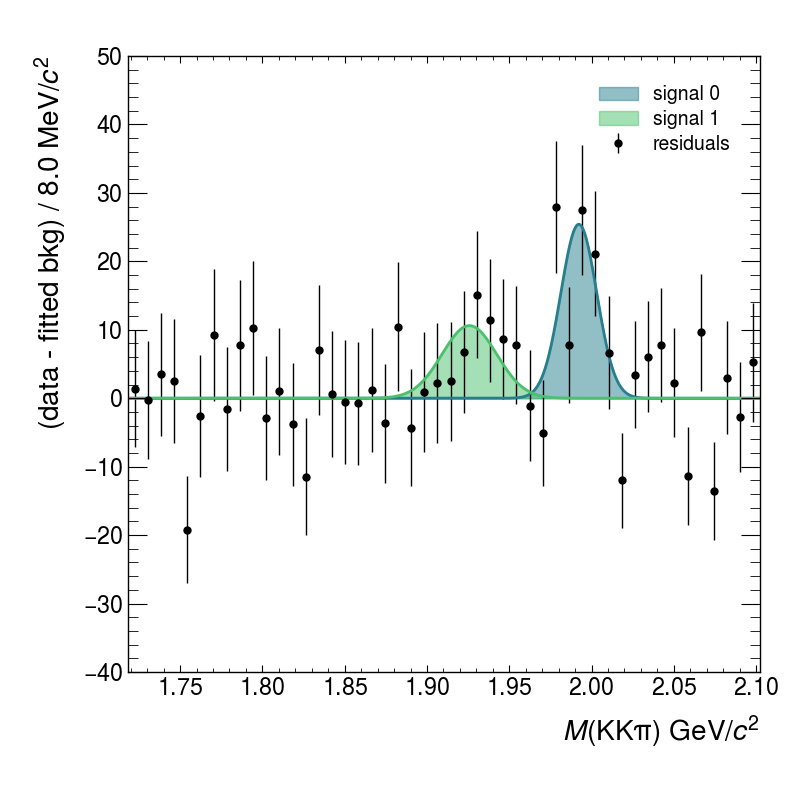 (data - fitted bkg) / 8.0 MeV/c²
50
40
30
20
10
0
−10
−20
−30
−40
signal 0
signal 1
residuals
1.75 1.80 1.85 1.90 1.95 2.00 2.05 2.10
M(KKπ) GeV/c²